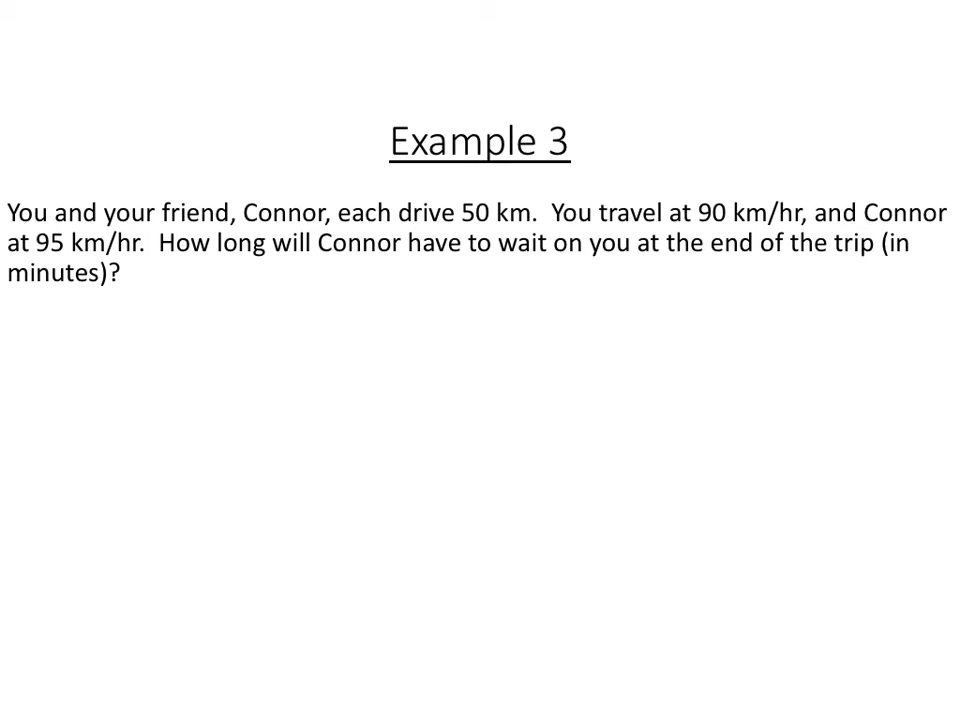 Example 3
You and your friend, Connor, each drive 50 km.  You travel at 90 km/hr, and Connor
at 95 km/hr.  How long will Connor have to wait on you at the end of the trip (in
minutes)?